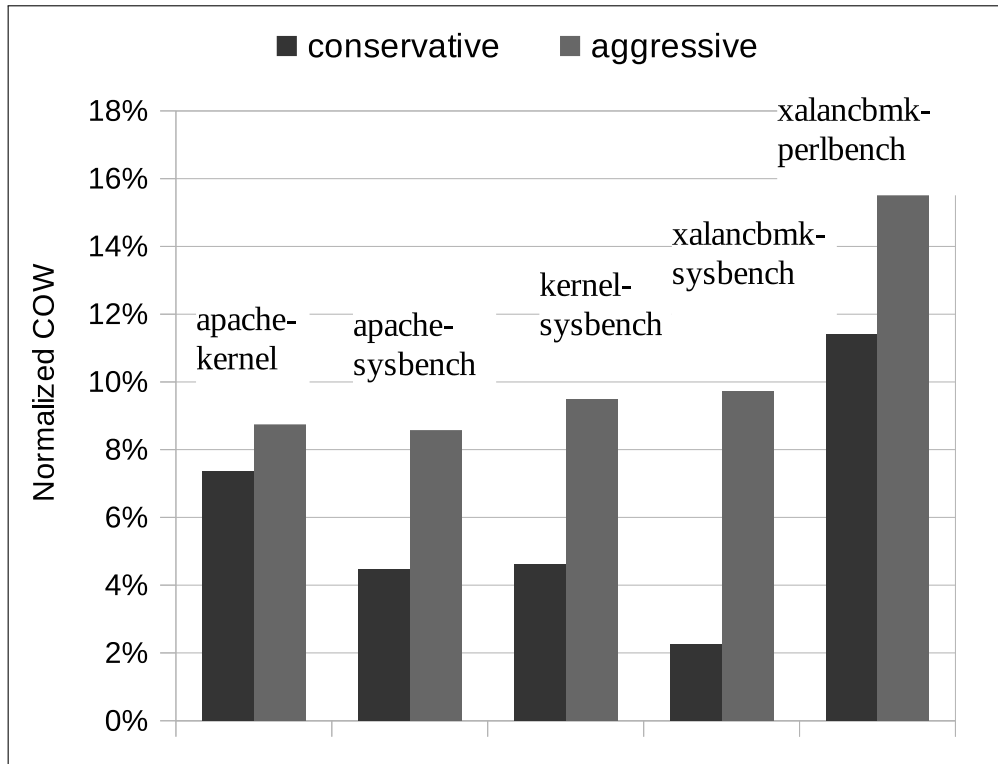 conservative aggressive
18%
16%
14%
12%
10%
8%
6%
4%
2%
0%
Normalized COW
apache-
kernel
apache-
sysbench
kernel-
sysbench
xalancbmk-
sysbench
xalancbmk-
perlbench